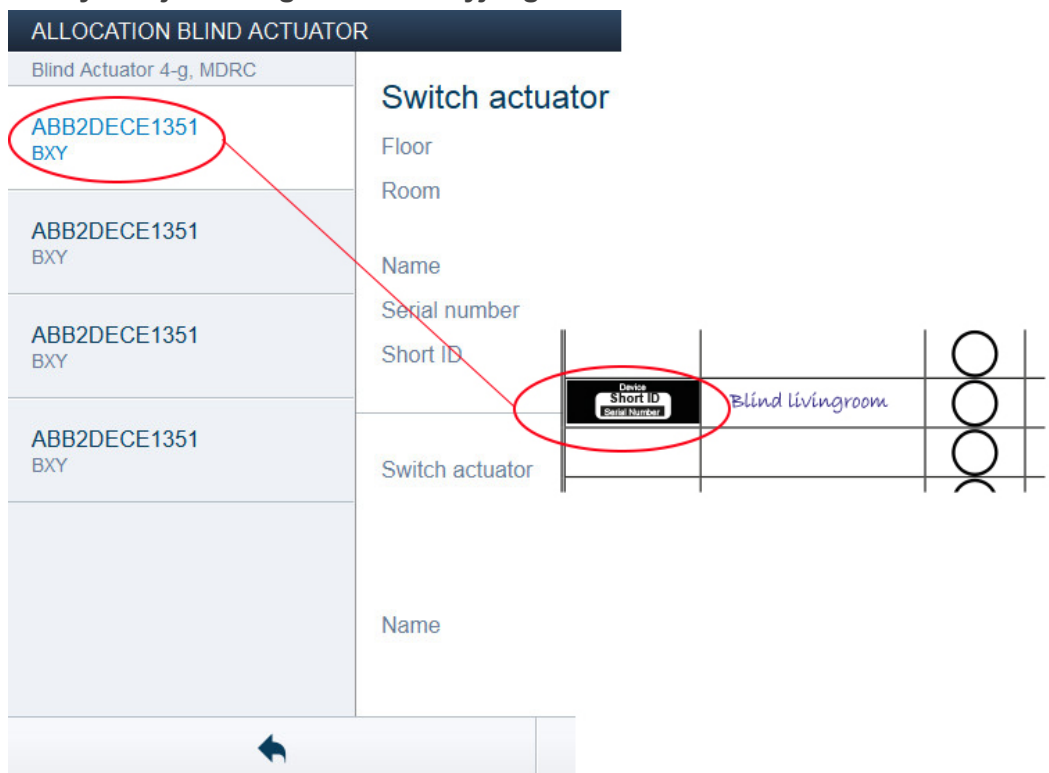 ALLOCATION BLIND ACTUATOR
Blind Actuator 4-g, MDRC
ABB2DECE1351
BXY
ABB2DECE1351
BXY
ABB2DECE1351
BXY
ABB2DECE1351
BXY
Switch actuator
Floor
Room
Name
Serial number
Short ID
Switch actuator
Name
Device
Short ID
Serial Number
Blind livingroom